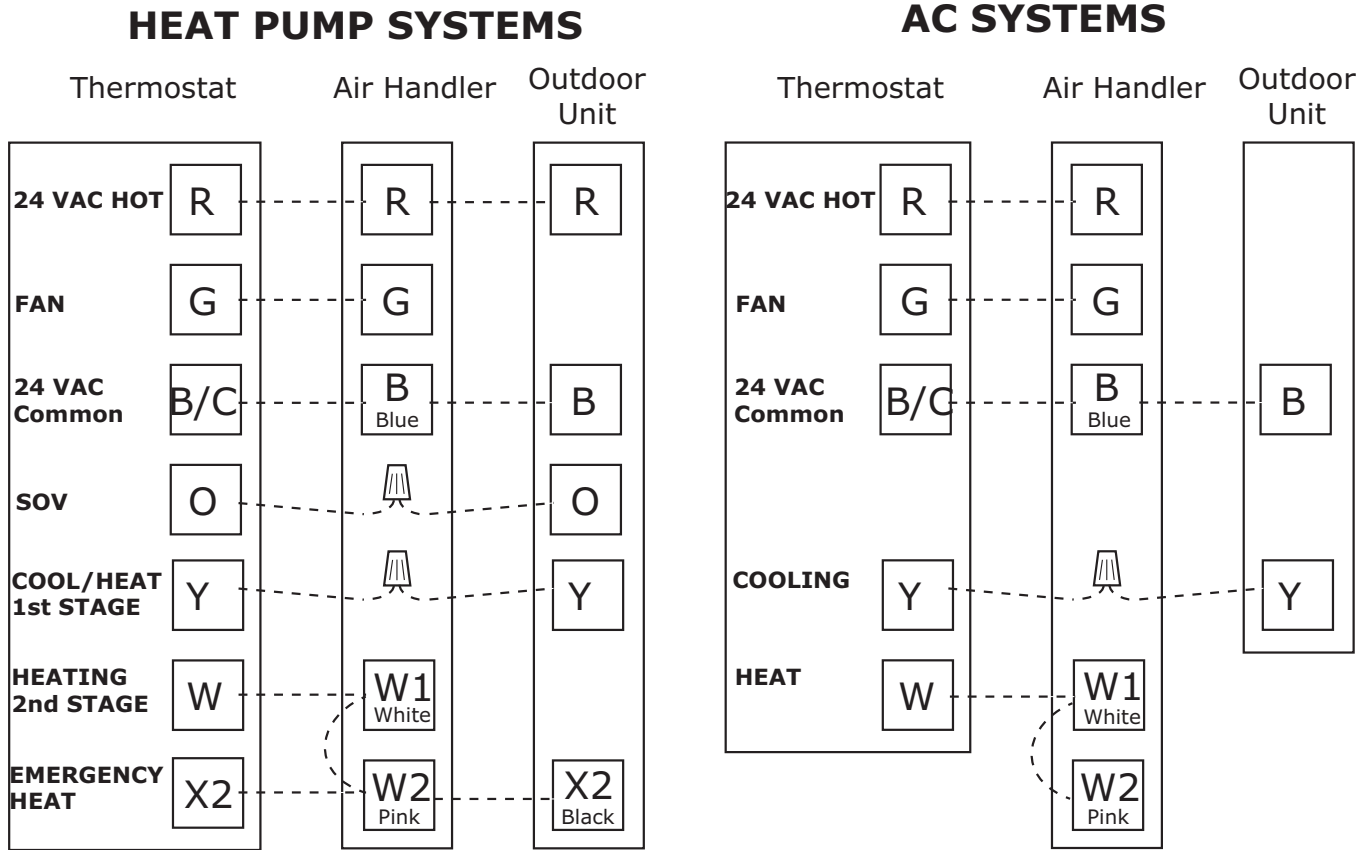 HEAT PUMP SYSTEMS
Thermostat
Air Handler
Outdoor
Unit
24 VAC HOT
R
R
R
FAN
G
G
24 VAC
Common
B/C
B
Blue
B
SOV
O
O
COOL/HEAT
1st STAGE
Y
Y
HEATING
2nd STAGE
W
W1
White
EMERGENCY
HEAT
X2
W2
Pink
X2
Black
AC SYSTEMS
Thermostat
Air Handler
Outdoor
Unit
24 VAC HOT
R
R
FAN
G
G
24 VAC
Common
B/C
B
Blue
B
COOLING
Y
Y
HEAT
W
W1
White
W2
Pink